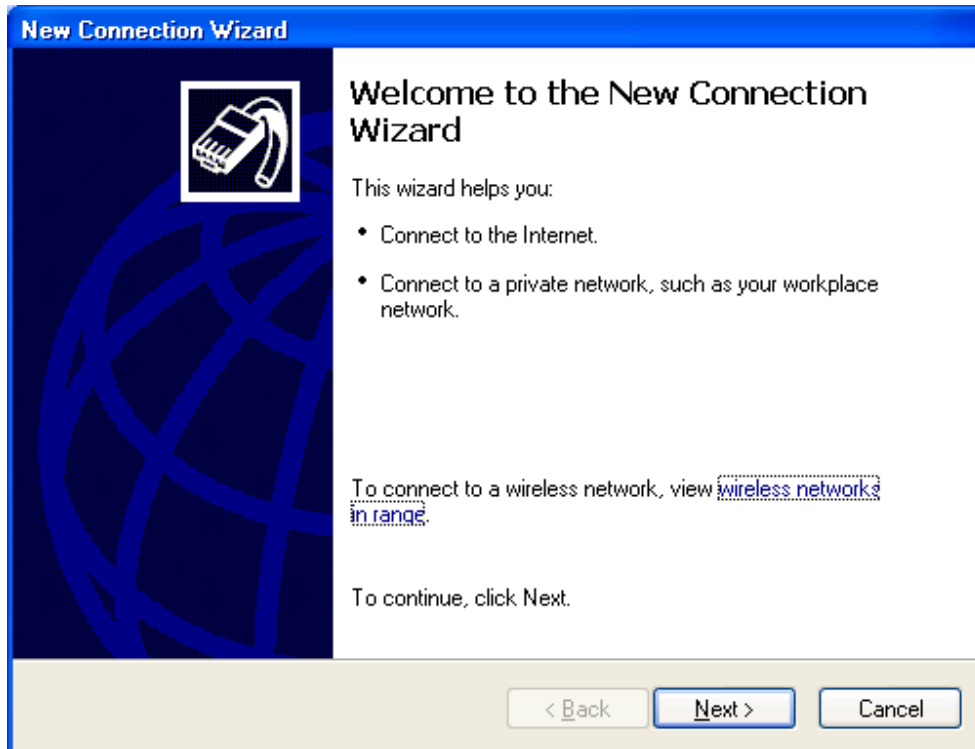 New Connection Wizard
Welcome to the New Connection
Wizard
This wizard helps you:
• Connect to the Internet.
• Connect to a private network, such as your workplace
network.
To connect to a wireless network, view wireless networks
in range.
To continue, click Next.
< Back Next > Cancel